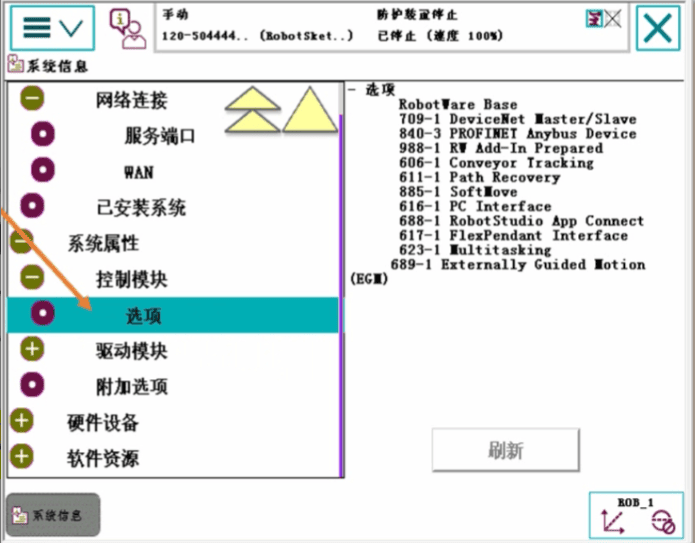 手动
防护装置停止
120-504444.. (RobotSket..)
已停止 (速度 100%)
系统信息
网络连接
服务端口
WAN
已安装系统
系统属性
控制模块
选项
驱动模块
附加选项
硬件设备
软件资源
- 选项
RobotWare Base
709-1 DeviceNet Master/Slave
840-3 PROFINET Anybus Device
988-1 RW Add-In Prepared
606-1 Conveyor Tracking
611-1 Path Recovery
885-1 SoftMove
616-1 PC Interface
688-1 RobotStudio App Connect
617-1 FlexPendant Interface
623-1 Multitasking
689-1 Externally Guided Motion
(EGM)
刷新
系统信息
ROB_1